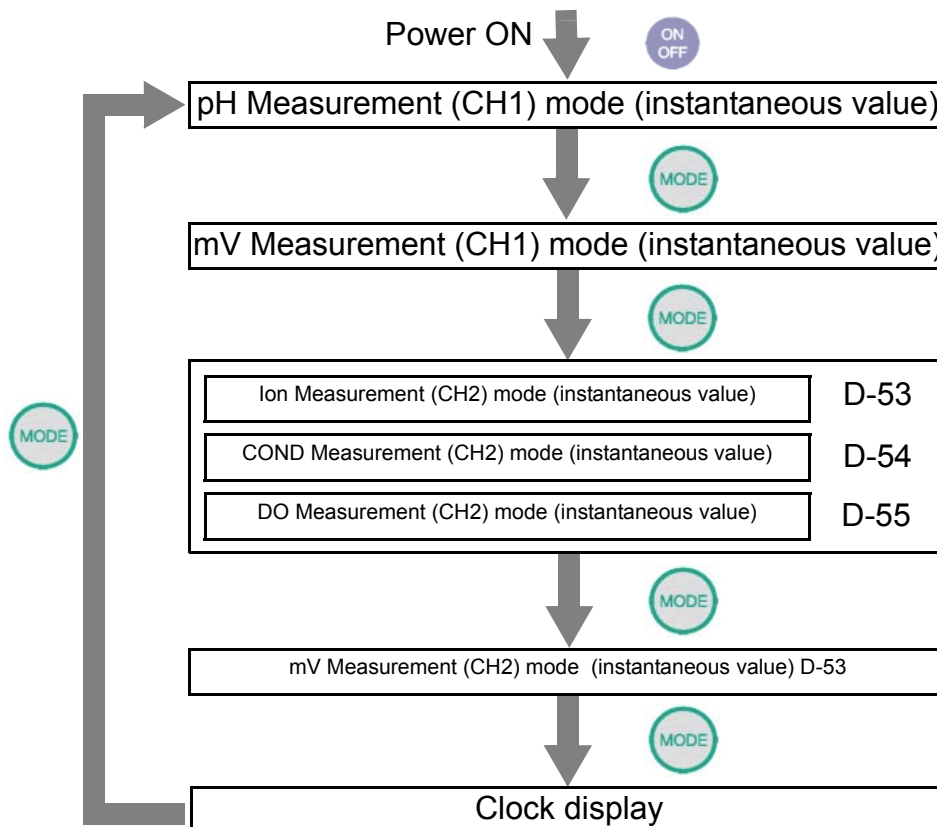 Power ON
ON
OFF
pH Measurement (CH1) mode (instantaneous value)
MODE
mV Measurement (CH1) mode (instantaneous value)
MODE
Ion Measurement (CH2) mode (instantaneous value) D-53
MODE
COND Measurement (CH2) mode (instantaneous value) D-54
DO Measurement (CH2) mode (instantaneous value) D-55
MODE
mV Measurement (CH2) mode (instantaneous value) D-53
MODE
Clock display